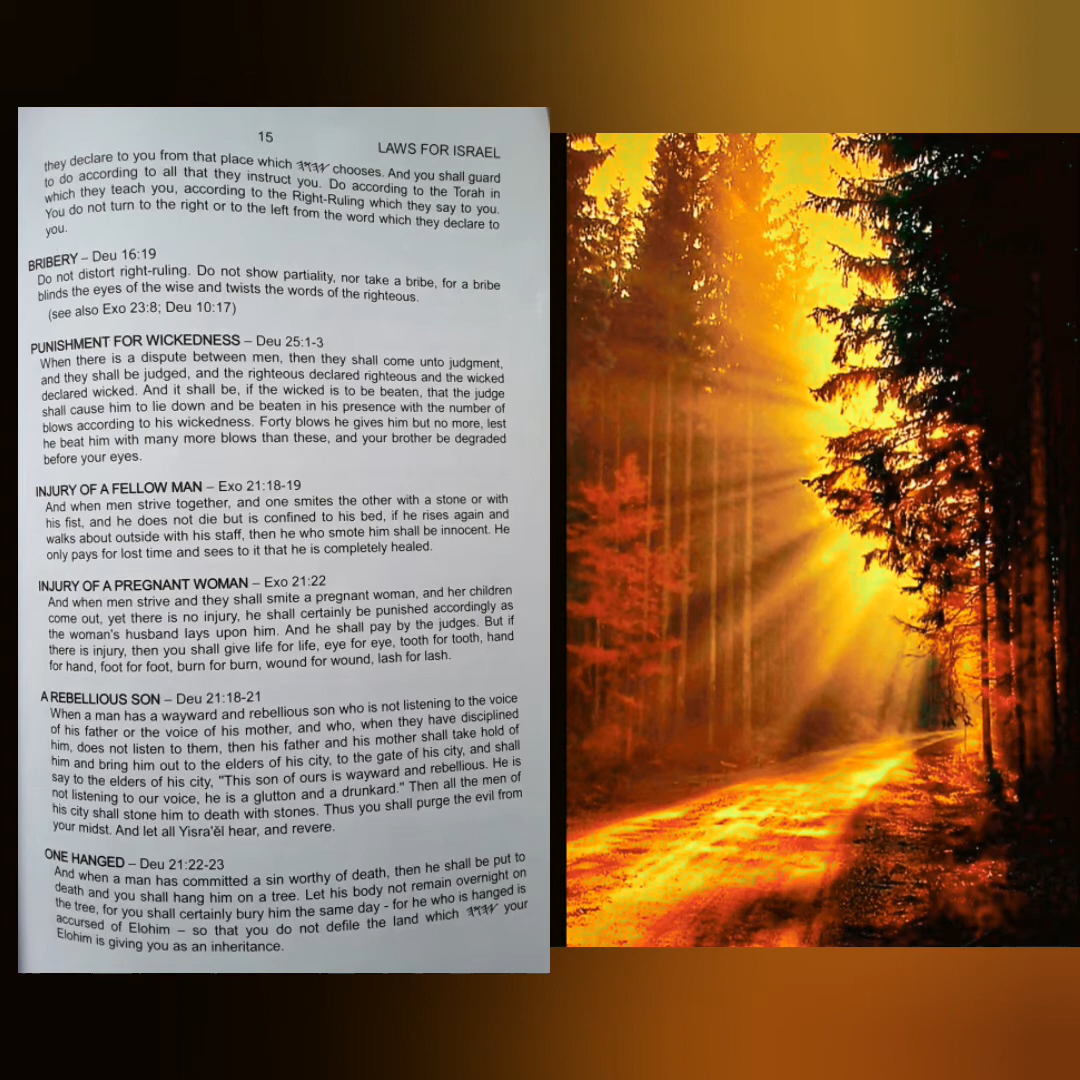 15
LAWS FOR ISRAEL
they declare to you from that place which 𐤉𐤄𐤅𐤄 chooses. And you shall guard
to do according to all that they instruct you. Do according to the Torah in
which they teach you, according to the Right-Ruling which they say to you.
You do not turn to the right or to the left from the word which they declare to
you.
BRIBERY – Deu 16:19
Do not distort right-ruling. Do not show partiality, nor take a bribe, for a bribe
blinds the eyes of the wise and twists the words of the righteous.
(see also Exo 23:8; Deu 10:17)
PUNISHMENT FOR WICKEDNESS – Deu 25:1-3
When there is a dispute between men, then they shall come unto judgment,
and they shall be judged, and the righteous declared righteous and the wicked
declared wicked. And it shall be, if the wicked is to be beaten, that the judge
shall cause him to lie down and be beaten in his presence with the number of
blows according to his wickedness. Forty blows he gives him but no more, lest
he beat him with many more blows than these, and your brother be degraded
before your eyes.
INJURY OF A FELLOW MAN – Exo 21:18-19
And when men strive together, and one smites the other with a stone or with
his fist, and he does not die but is confined to his bed, if he rises again and
walks about outside with his staff, then he who smote him shall be innocent. He
only pays for lost time and sees to it that he is completely healed.
INJURY OF A PREGNANT WOMAN – Exo 21:22
And when men strive and they shall smite a pregnant woman, and her children
come out, yet there is no injury, he shall certainly be punished accordingly as
the woman's husband lays upon him. And he shall pay by the judges. But if
there is injury, then you shall give life for life, eye for eye, tooth for tooth, hand
for hand, foot for foot, burn for burn, wound for wound, lash for lash.
A REBELLIOUS SON – Deu 21:18-21
When a man has a wayward and rebellious son who is not listening to the voice
of his father or the voice of his mother, and who, when they have disciplined
him, does not listen to them, then his father and his mother shall take hold of
him and bring him out to the elders of his city, to the gate of his city, and shall
say to the elders of his city, "This son of ours is wayward and rebellious. He is
not listening to our voice, he is a glutton and a drunkard." Then all the men of
his city shall stone him to death with stones. Thus you shall purge the evil from
your midst. And let all Yisra'ĕl hear, and revere.
ONE HANGED – Deu 21:22-23
And when a man has committed a sin worthy of death, then he shall be put to
death and you shall hang him on a tree. Let his body not remain overnight on
the tree, for you shall certainly bury him the same day - for he who is hanged is
accursed of Elohim – so that you do not defile the land which 𐤉𐤄𐤅𐤄 your
Elohim is giving you as an inheritance.